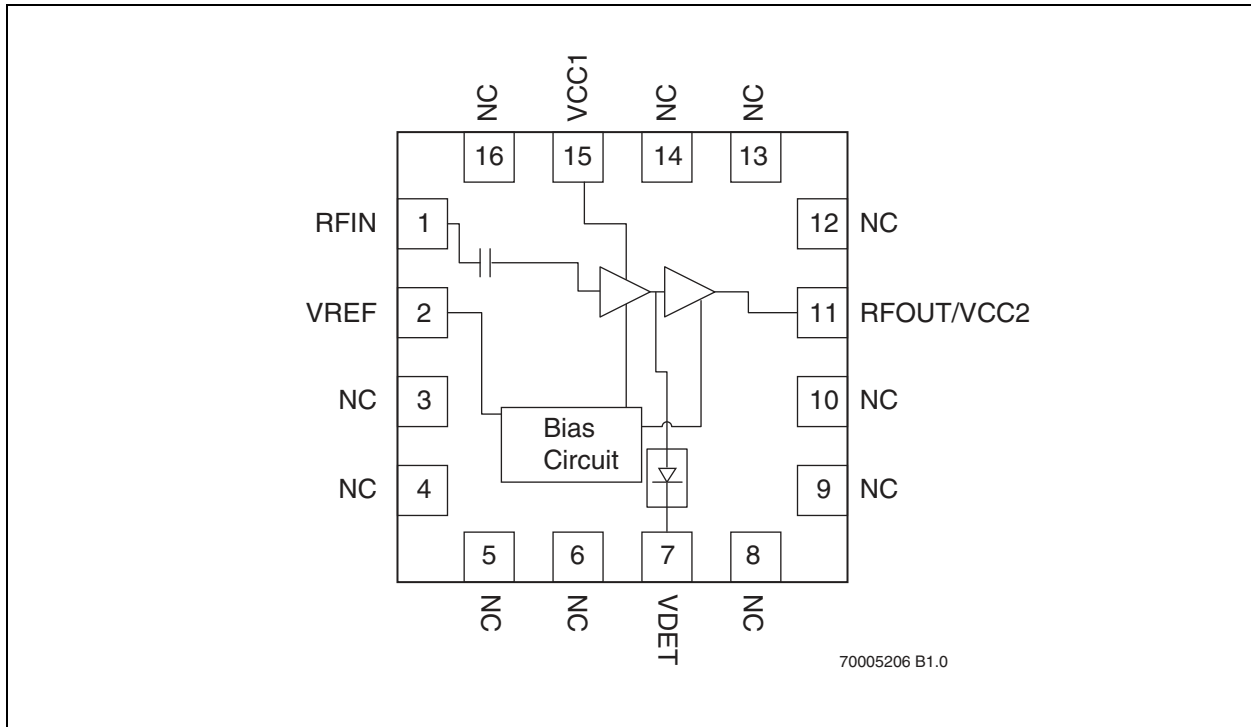 NC
VCC1
NC
NC
16
15
14
13
RFIN
1
12
NC
VREF
2
11
RFOUT/VCC2
NC
3
10
NC
Bias
Circuit
NC
4
9
NC
5
6
7
8
NC
NC
VDET
NC
70005206 B1.0